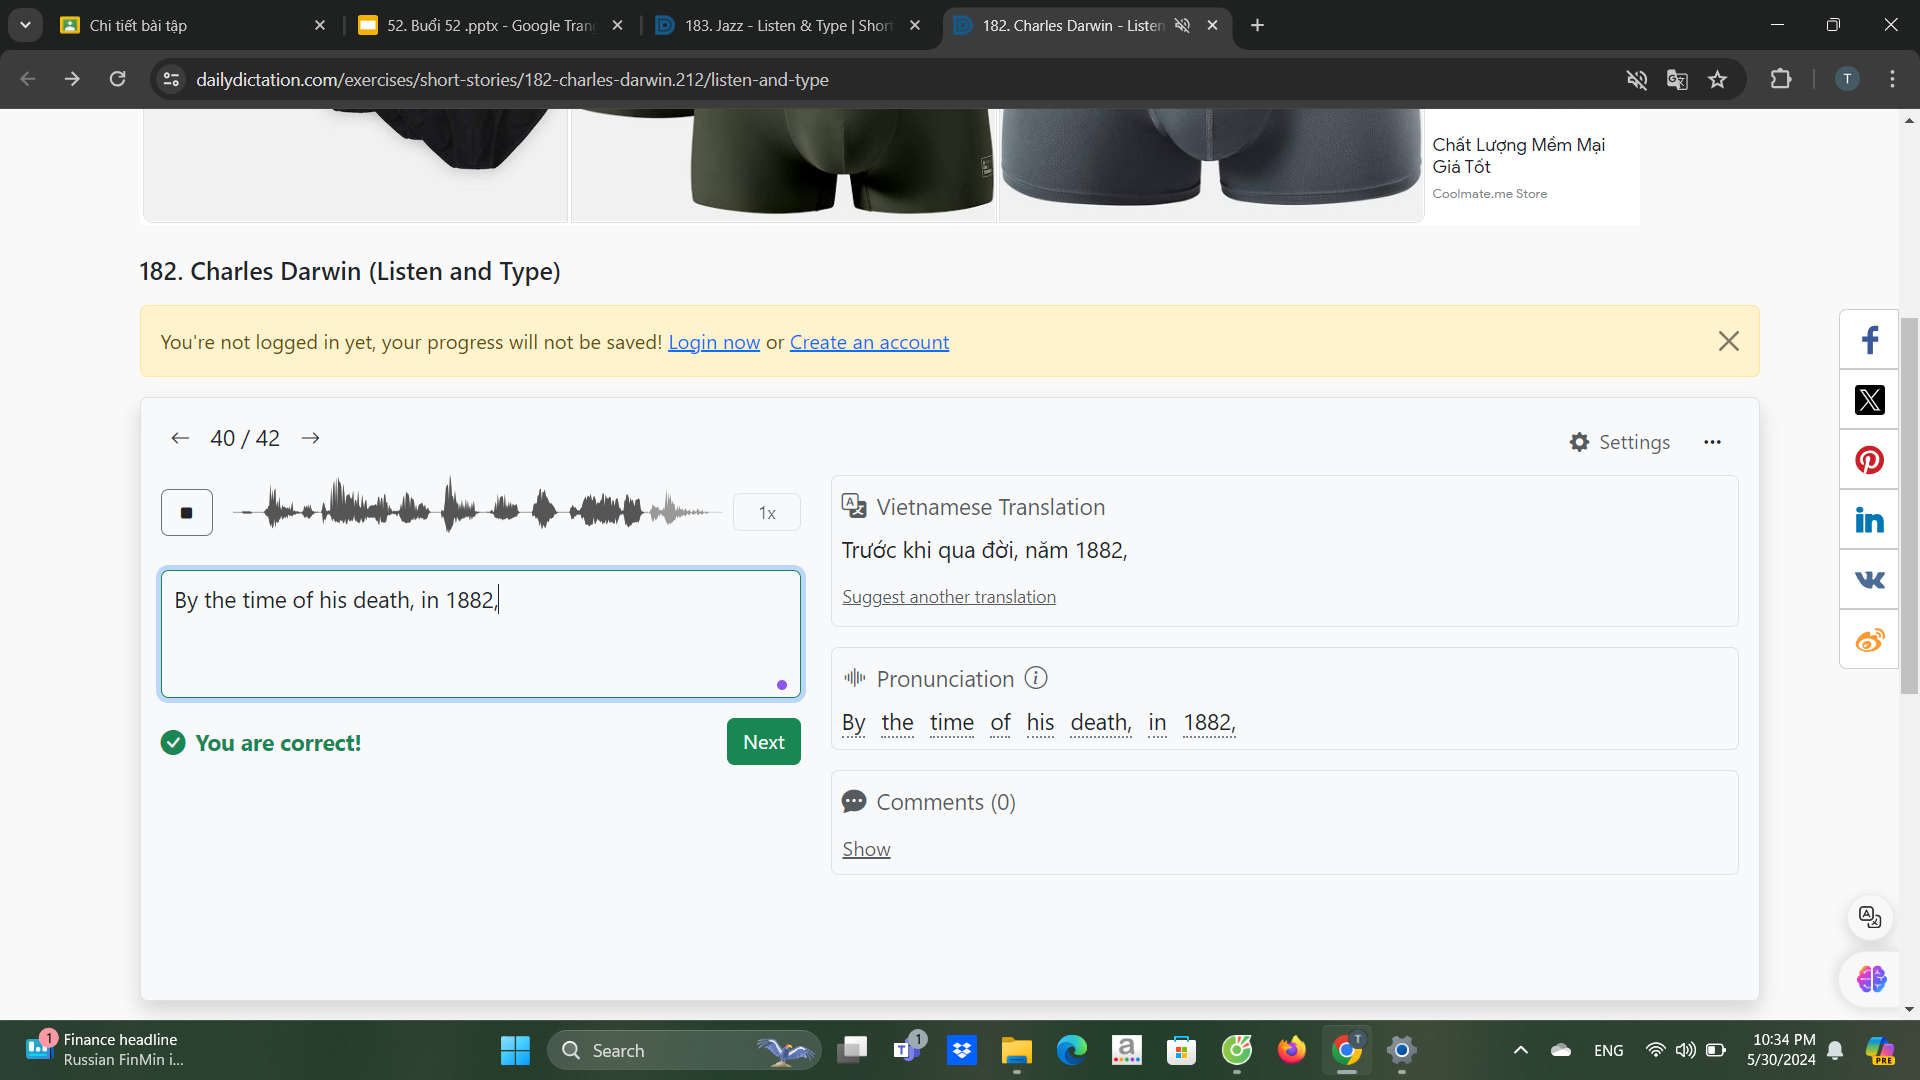 Chi tiết bài tập
52. Buổi 52 .pptx - Google Tran
183. Jazz - Listen & Type | Shor
182. Charles Darwin - Listen
dailydictation.com/exercises/short-stories/182-charles-darwin.212/listen-and-type
T
Chất Lượng Mềm Mại
Giá Tốt
Coolmate.me Store
182. Charles Darwin (Listen and Type)
You're not logged in yet, your progress will not be saved! Login now or Create an account
40 / 42
Settings
1x
Vietnamese Translation
Trước khi qua đời, năm 1882,
Suggest another translation
By the time of his death, in 1882,
Pronunciation
By the time of his death, in 1882,
You are correct!
Next
Comments (0)
Show
1
Finance headline
Russian FinMin i...
Search
1
T
ENG
10:34 PM
5/30/2024
PRE